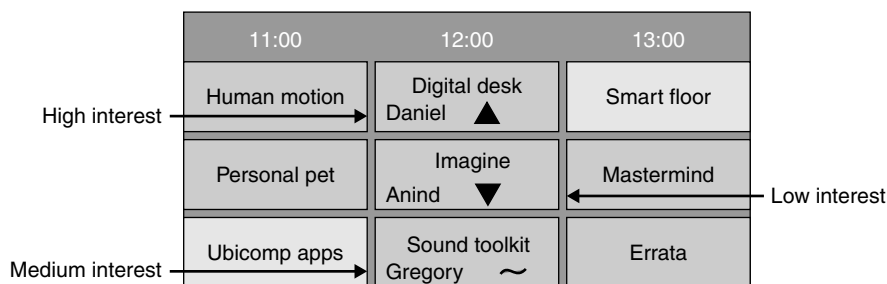 11:00 12:00 13:00
Human motion
Digital desk
Daniel
Smart floor
High interest
Personal pet
Imagine
Anind
Mastermind
Low interest
Ubicomp apps
Sound toolkit
Gregory ~
Errata
Medium interest